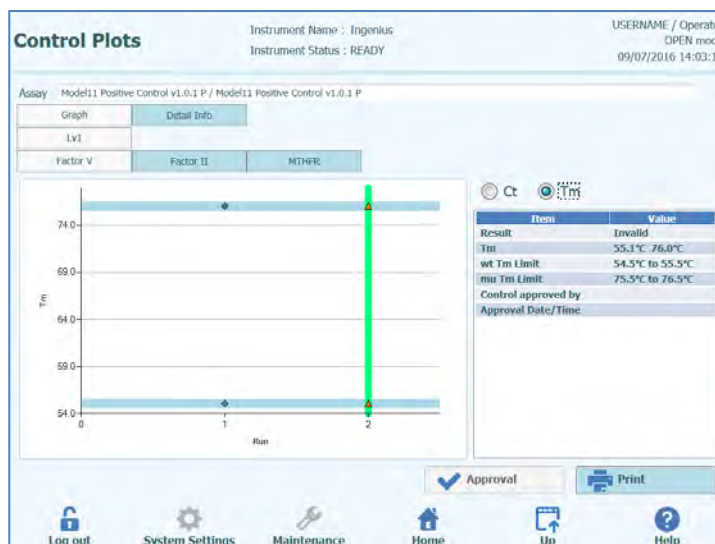 Control Plots
Instrument Name : Ingenius
Instrument Status : READY
USERNAME / Operato
OPEN mod
09/07/2016 14:03:1
Assay Model11 Positive Control v1.0.1 P / Model11 Positive Control v1.0.1 P
Graph Detail Info
Lv1
Factor V Factor II MTHFR
Ct Tm
74.0
69.0
64.0
59.0
54.0
Tm
0 1 2
Run
Item Value
Result Invalid
Tm 55.1°C 76.0°C
wt Tm Limit 54.5°C to 55.5°C
mu Tm Limit 75.5°C to 76.5°C
Control approved by
Approval Date/Time
Approval Print
Log out System Settings Maintenance Home Up Help